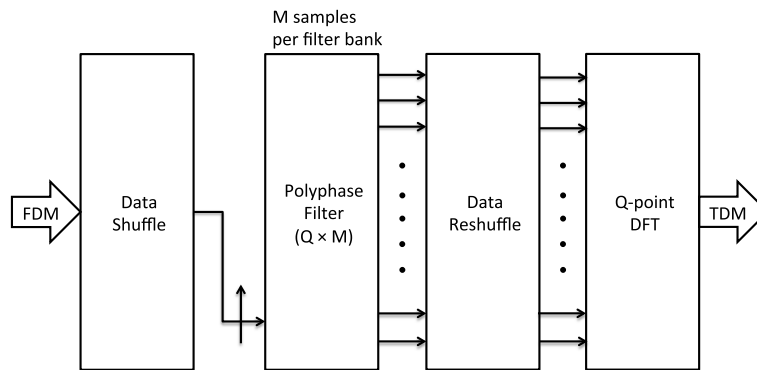 M samples
per filter bank
FDM
Data
Shuffle
Polyphase
Filter
(Q × M)
Data
Reshuffle
Q-point
DFT
TDM